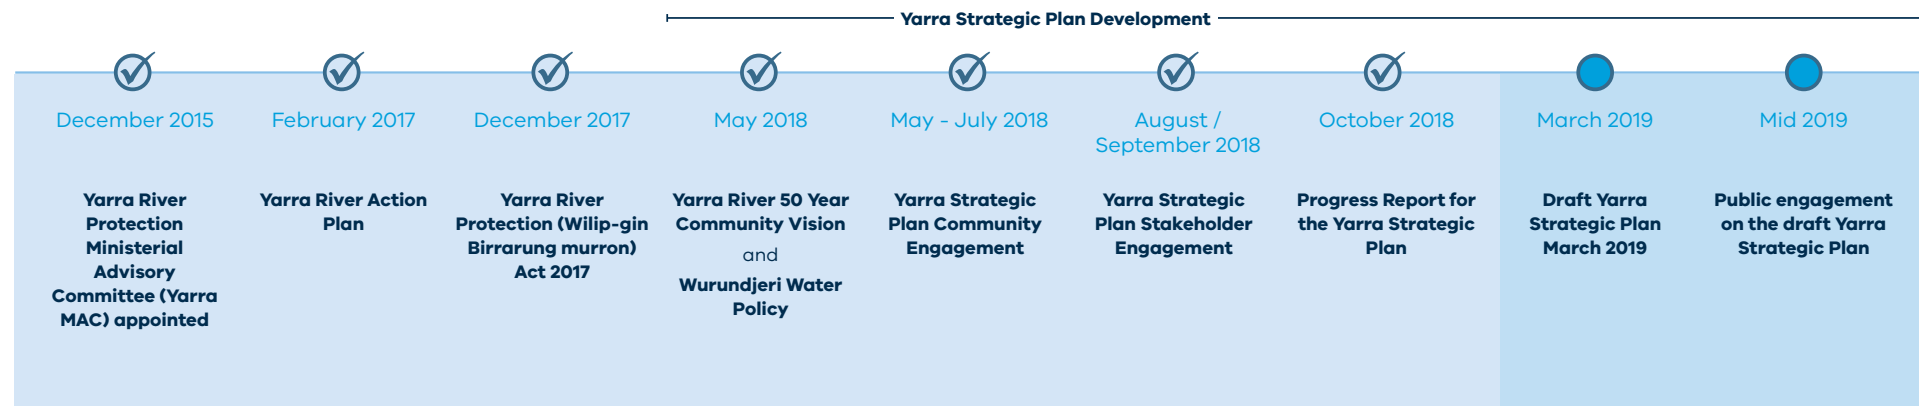 Yarra Strategic Plan Development
December 2015
Yarra River
Protection
Ministerial
Advisory
Committee (Yarra
MAC) appointed
February 2017
Yarra River Action
Plan
December 2017
Yarra River
Protection (Wilip-gin
Birrarung murron)
Act 2017
May 2018
Yarra River 50 Year
Community Vision
and
Wurundjeri Water
Policy
May - July 2018
Yarra Strategic
Plan Community
Engagement
August /
September 2018
Yarra Strategic
Plan Stakeholder
Engagement
October 2018
Progress Report for
the Yarra Strategic
Plan
March 2019
Draft Yarra
Strategic Plan
March 2019
Mid 2019
Public engagement
on the draft Yarra
Strategic Plan